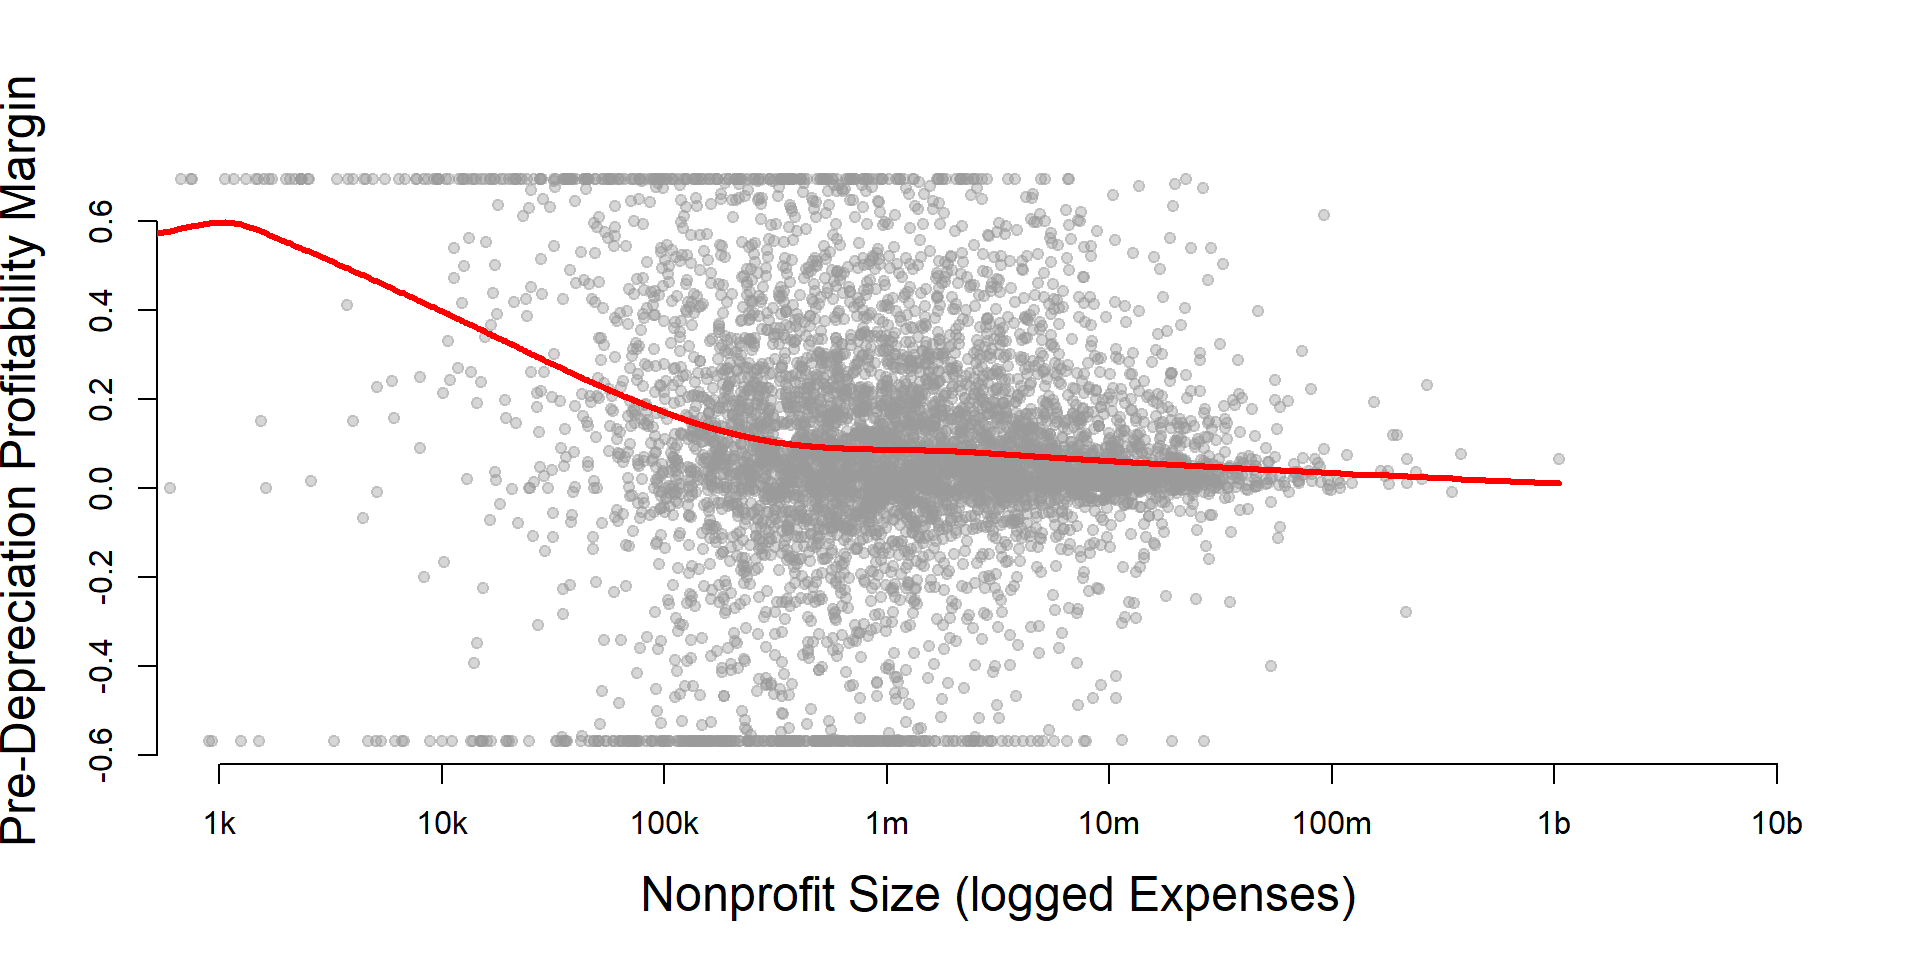 Pre-Depreciation Profitability Margin
0.6
0.4
0.2
0.0
-0.2
-0.4
-0.6
1k 10k 100k 1m 10m 100m 1b 10b
Nonprofit Size (logged Expenses)